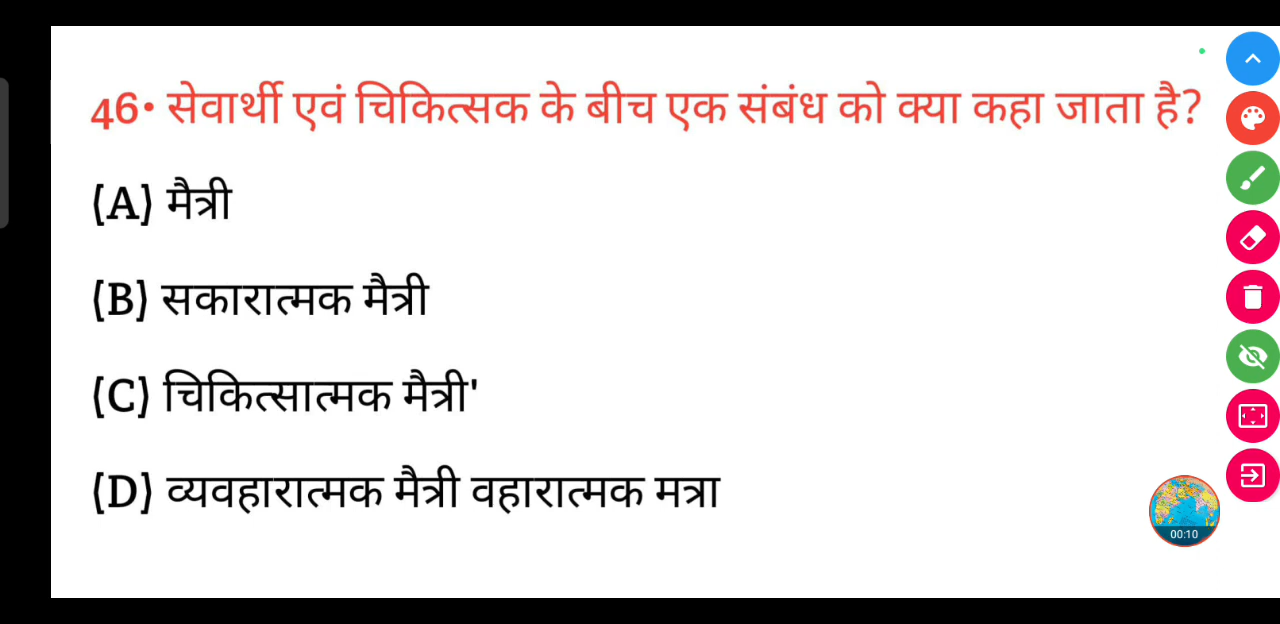 46• सेवार्थी एवं चिकित्सक के बीच एक संबंध को क्या कहा जाता है?
(A) मैत्री
(B) सकारात्मक मैत्री
(C) चिकित्सात्मक मैत्री'
(D) व्यवहारात्मक मैत्री वहारात्मक मत्रा
00:10